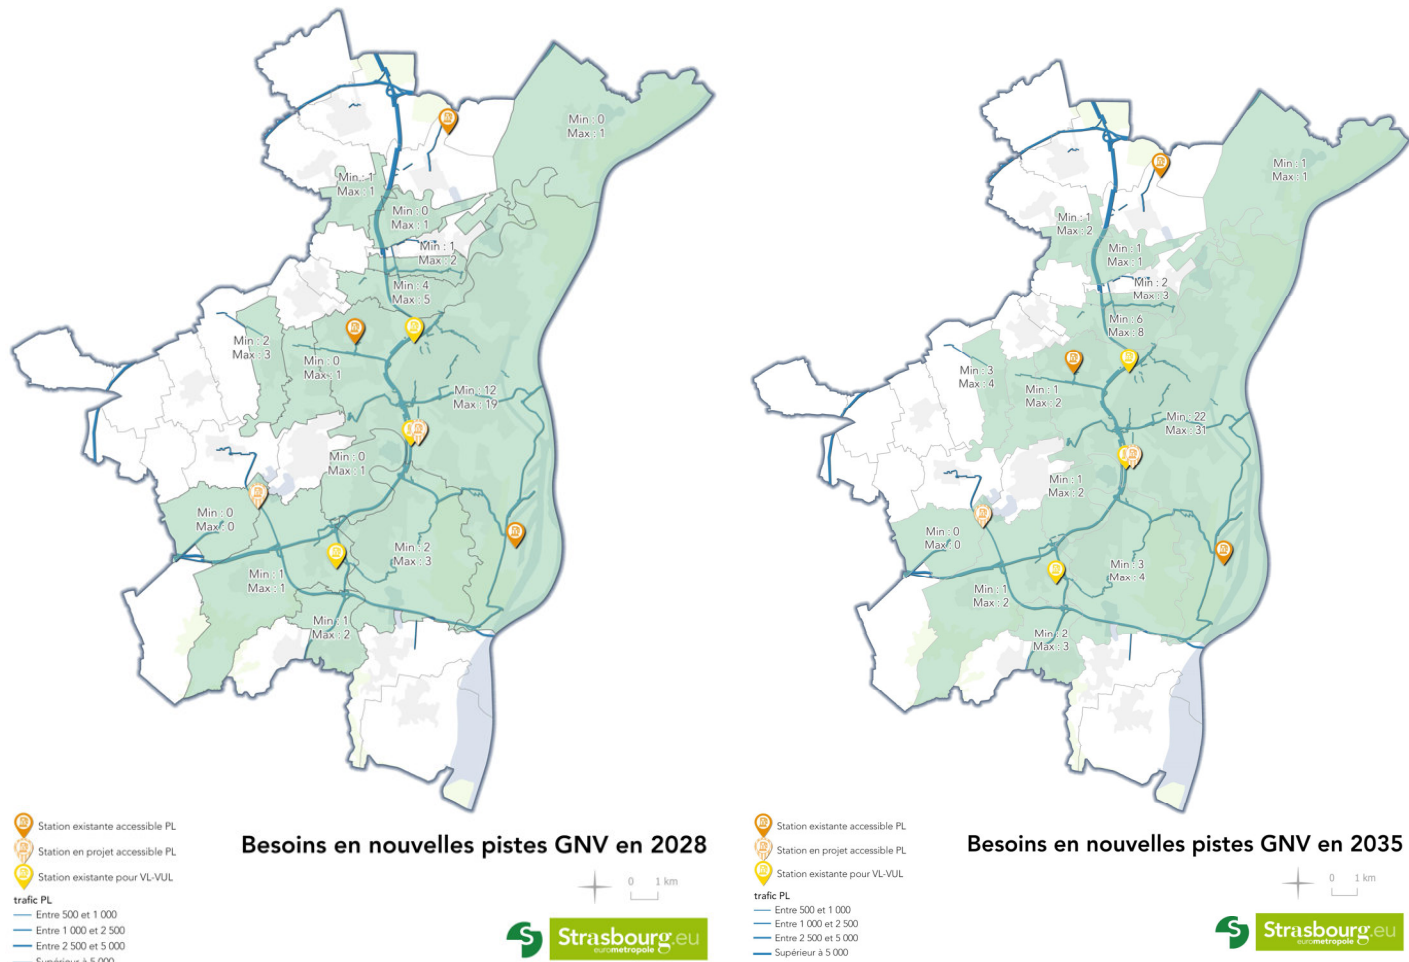 Min : 0
Max : 1
Min : 1
Max : 1
Min : 0
Max : 1
Min : 1
Max : 2
Min : 4
Max : 5
Min : 2
Max : 3
Min : 0
Max : 1
Min : 12
Max : 19
Min : 0
Max : 1
Min : 0
Max : 0
Min : 2
Max : 3
Min : 1
Max : 1
Min : 1
Max : 2
Station existante accessible PL
Station en projet accessible PL
Station existante pour VL-VUL
trafic PL
Entre 500 et 1 000
Entre 1 000 et 2 500
Entre 2 500 et 5 000
Supérieur à 5 000
Besoins en nouvelles pistes GNV en 2028
0 1 km
Strasbourg.eu
eurometropole
Min : 1
Max : 1
Min : 1
Max : 2
Min : 1
Max : 1
Min : 2
Max : 3
Min : 6
Max : 8
Min : 3
Max : 4
Min : 1
Max : 2
Min : 22
Max : 31
Min : 1
Max : 2
Min : 0
Max : 0
Min : 3
Max : 4
Min : 1
Max : 2
Min : 2
Max : 3
Station existante accessible PL
Station en projet accessible PL
Station existante pour VL-VUL
trafic PL
Entre 500 et 1 000
Entre 1 000 et 2 500
Entre 2 500 et 5 000
Supérieur à 5 000
Besoins en nouvelles pistes GNV en 2035
0 1 km
Strasbourg.eu
eurometropole